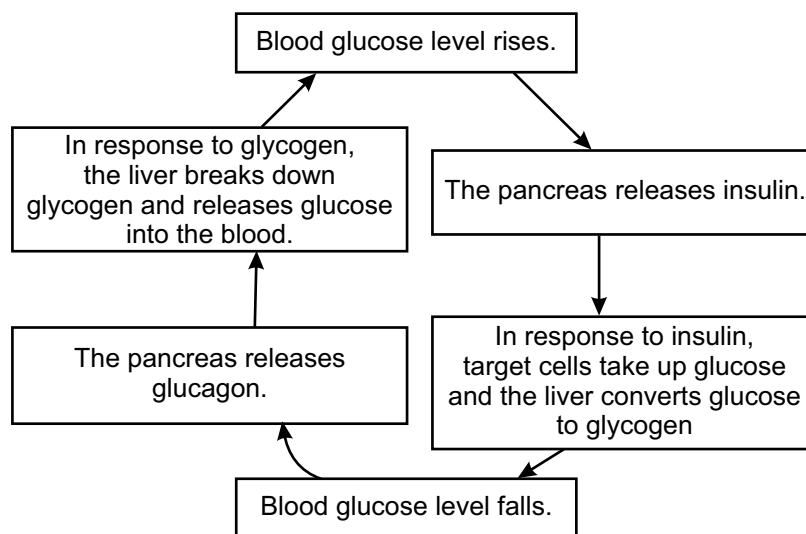 Blood glucose level rises.
The pancreas releases insulin.
In response to insulin,
target cells take up glucose
and the liver converts glucose
to glycogen
Blood glucose level falls.
The pancreas releases
glucagon.
In response to glycogen,
the liver breaks down
glycogen and releases glucose
into the blood.